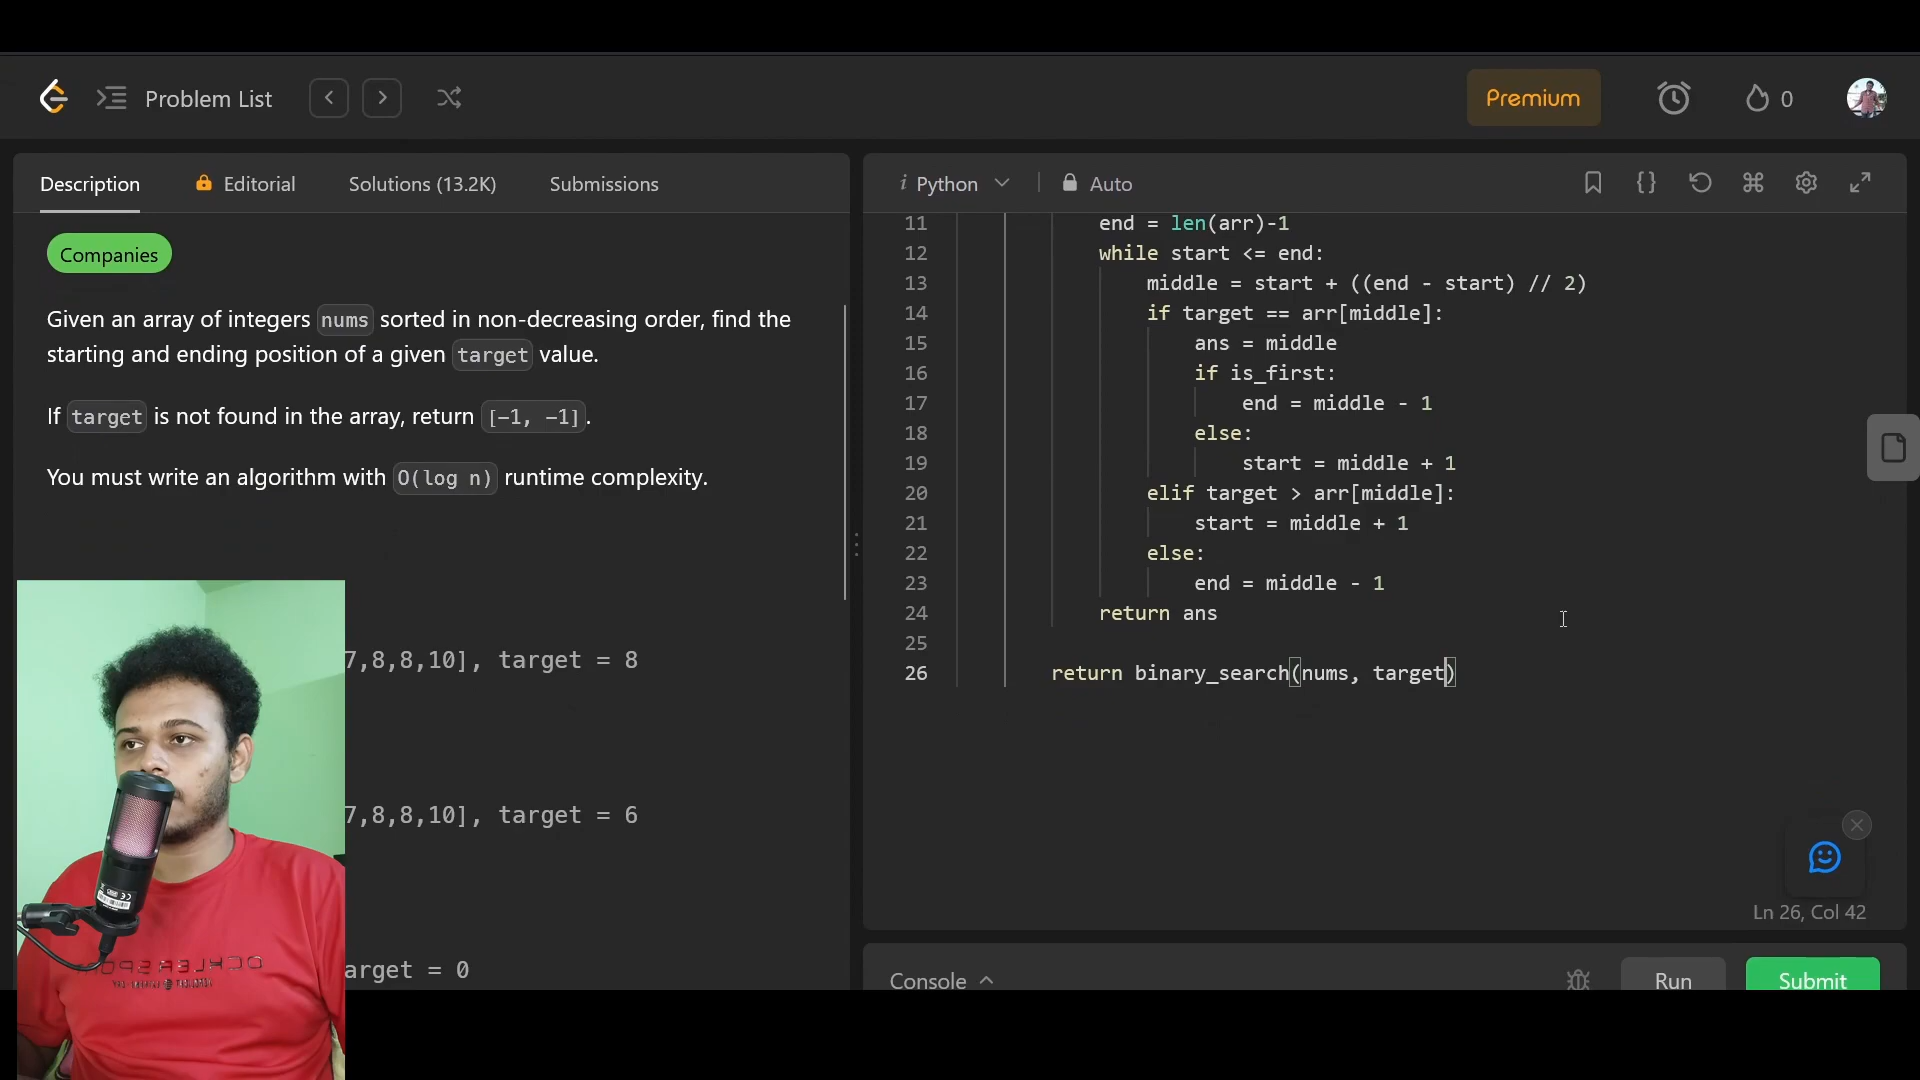 Problem List
Premium
0
Description
Editorial
Solutions (13.2K)
Submissions
Companies
Given an array of integers nums sorted in non-decreasing order, find the
starting and ending position of a given target value.
If target is not found in the array, return [-1, -1].
You must write an algorithm with O(log n) runtime complexity.
7,8,8,10], target = 8
7,8,8,10], target = 6
arget = 0
i Python
Auto
11 end = len(arr)-1
12 while start <= end:
13 middle = start + ((end - start) // 2)
14 if target == arr[middle]:
15 ans = middle
16 if is_first:
17 end = middle - 1
18 else:
19 start = middle + 1
20 elif target > arr[middle]:
21 start = middle + 1
22 else:
23 end = middle - 1
24 return ans
25
26 return binary_search(nums, target)
Ln 26, Col 42
Console
Run
Submit